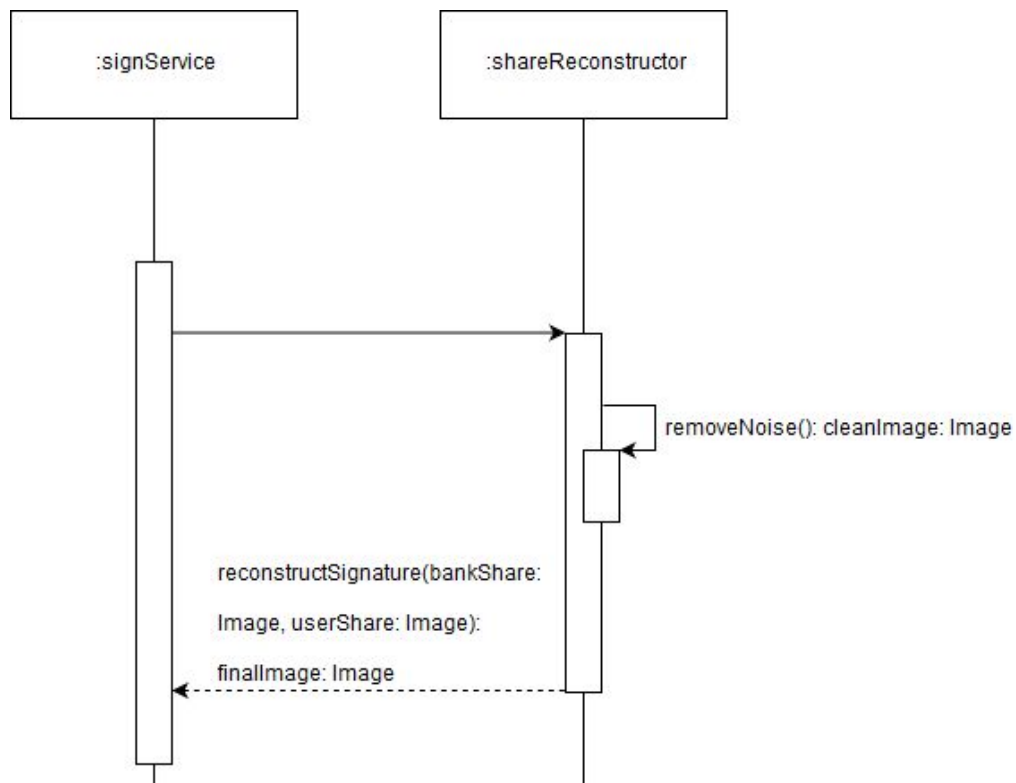 :signService
:shareReconstructor
removeNoise(): cleanImage: Image
reconstructSignature(bankShare:
Image, userShare: Image):
finalImage: Image